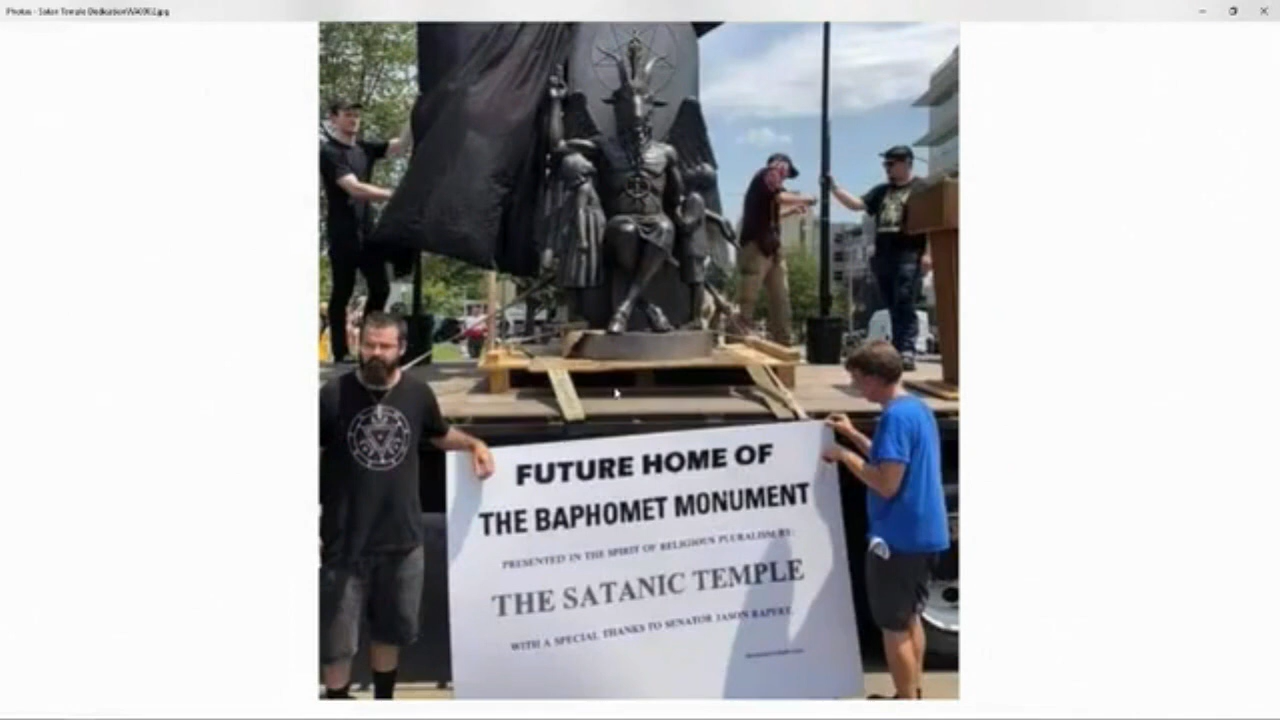 FUTURE HOME OF
THE BAPHOMET MONUMENT
PRESENTED IN THE SPIRIT OF RELIGIOUS PLURALISM BY:
THE SATANIC TEMPLE
WITH A SPECIAL THANKS TO SENATOR JASON RAPERT